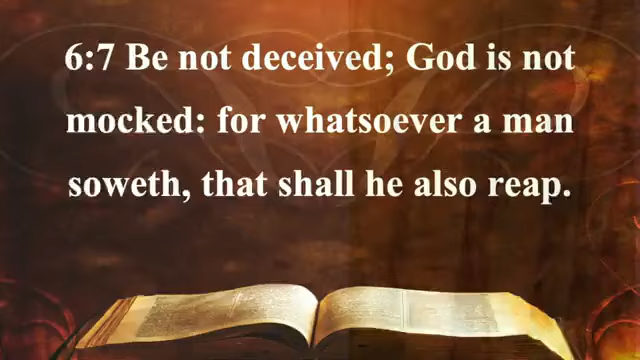 6:7 Be not deceived; God is not
mocked: for whatsoever a man
soweth, that shall he also reap.